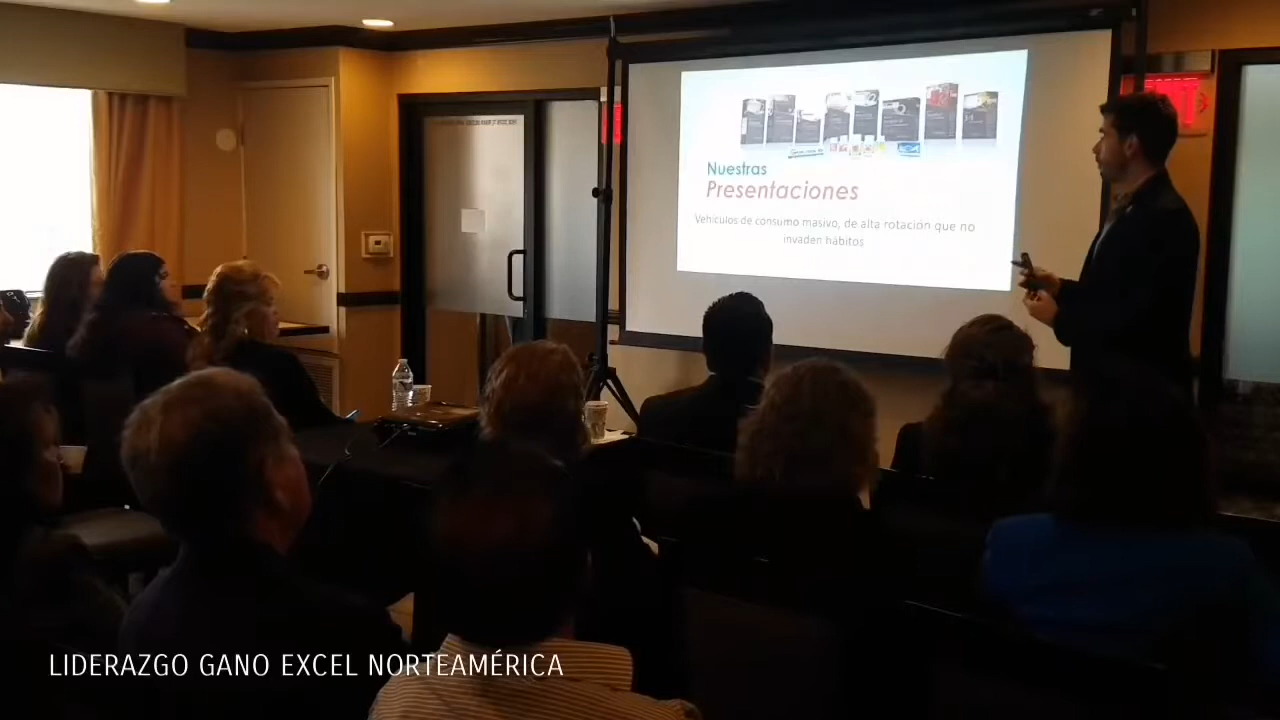 Nuestras
Presentaciones
Vehículos de consumo masivo, de alta rotación que no
invaden hábitos
LIDERAZGO GANO EXCEL NORTEAMÉRICA